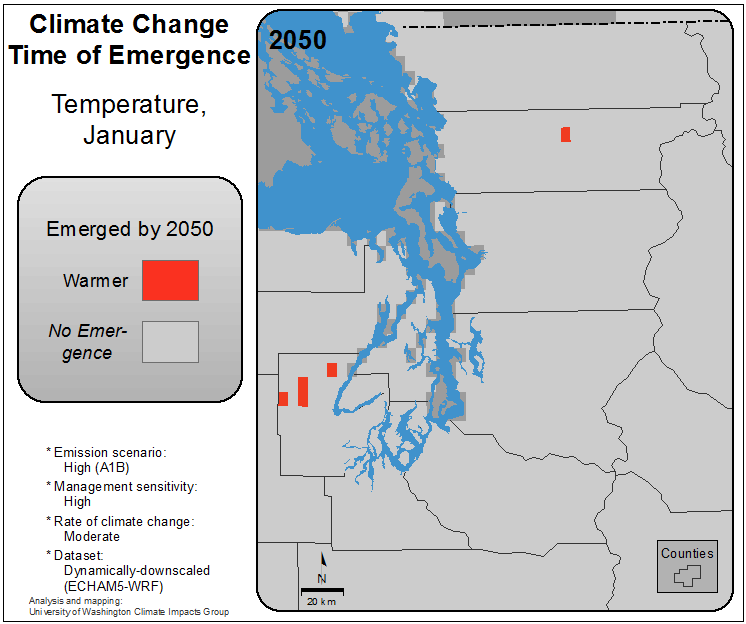 Climate Change
Time of Emergence
Temperature,
January
Emerged by 2050
Warmer
No Emer-
gence
* Emission scenario:
High (A1B)
* Management sensitivity:
High
* Rate of climate change:
Moderate
* Dataset:
Dynamically-downscaled
(ECHAM5-WRF)
Analysis and mapping:
University of Washington Climate Impacts Group
2050
N
20 km
Counties